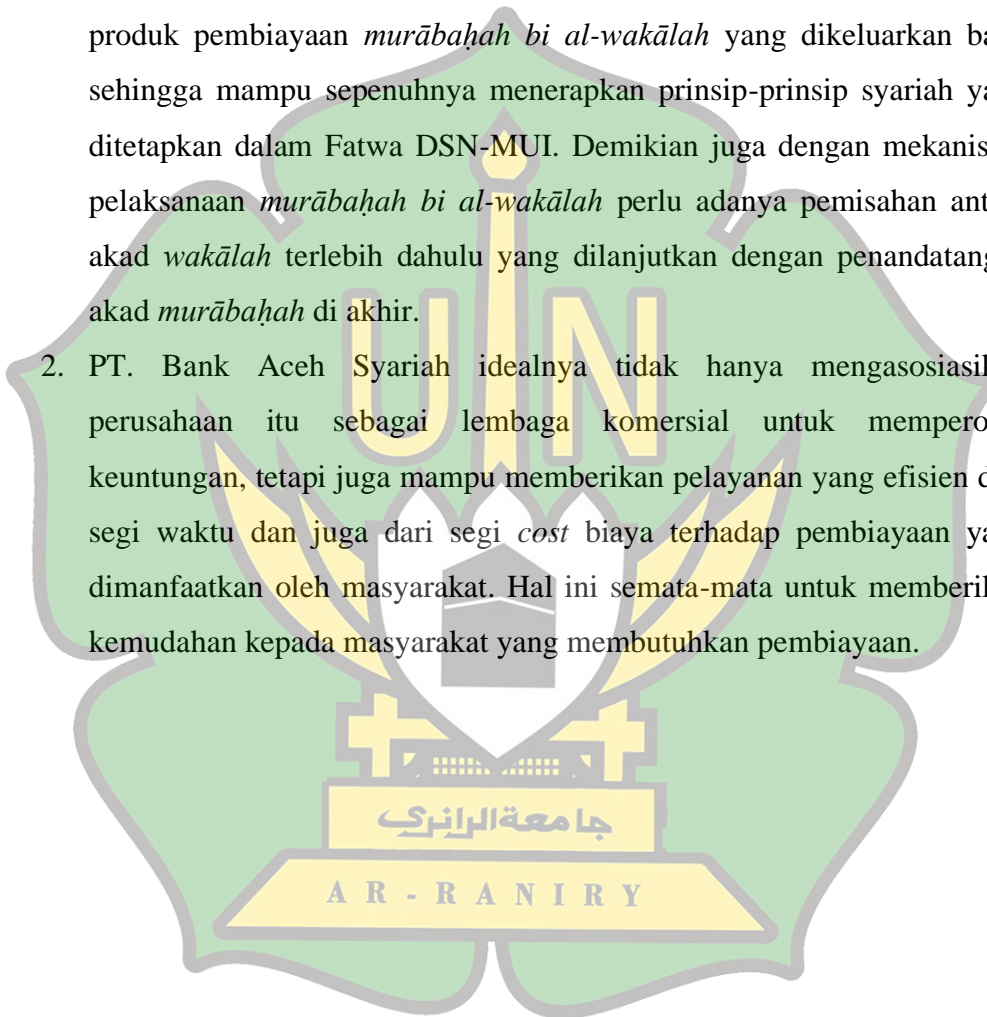 produk pembiayaan murābaḥah bi al-wakālah yang dikeluarkan ba
sehingga mampu sepenuhnya menerapkan prinsip-prinsip syariah ya
ditetapkan dalam Fatwa DSN-MUI. Demikian juga dengan mekanis
pelaksanaan murābaḥah bi al-wakālah perlu adanya pemisahan ant
akad wakālah terlebih dahulu yang dilanjutkan dengan penandatang
akad murābaḥah di akhir.
2. PT. Bank Aceh Syariah idealnya tidak hanya mengasosiasil
perusahaan itu sebagai lembaga komersial untuk mempero
keuntungan, tetapi juga mampu memberikan pelayanan yang efisien d
segi waktu dan juga dari segi cost biaya terhadap pembiayaan ya
dimanfaatkan oleh masyarakat. Hal ini semata-mata untuk memberil
kemudahan kepada masyarakat yang membutuhkan pembiayaan.
UIN
جامعة الرانري
AR-RANIRY